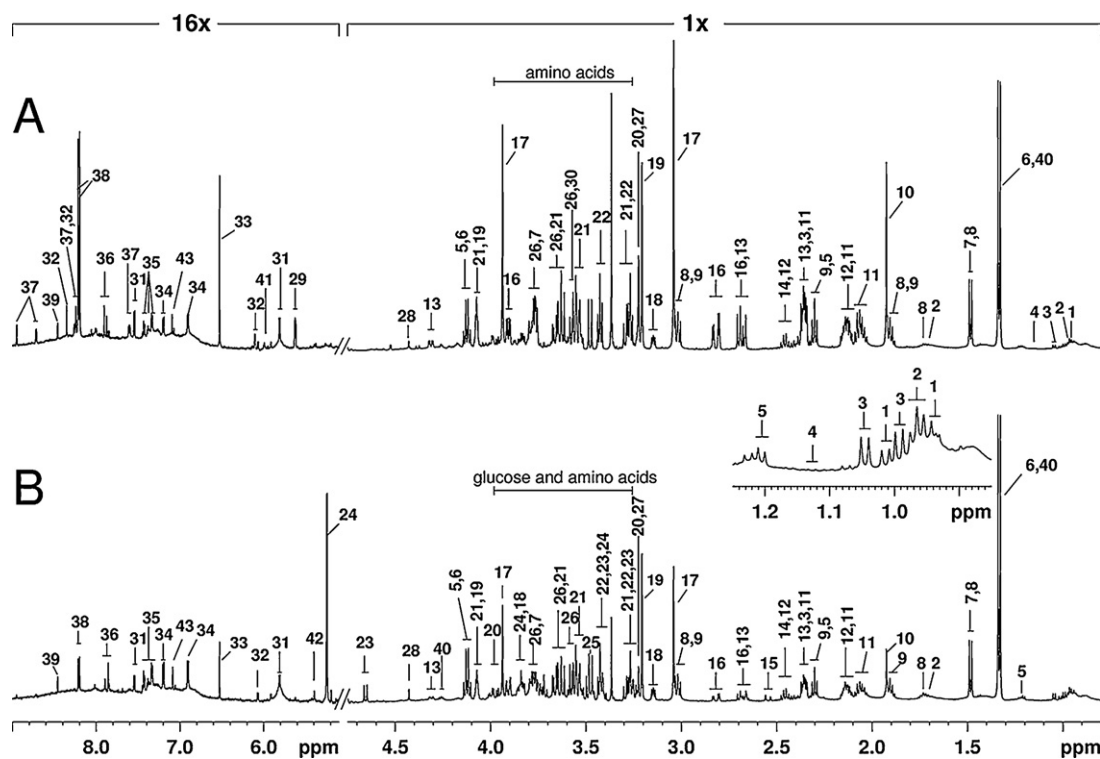 16x 1x
amino acids
A
37 39 32 37,32 38 36 37 31 35 34 43 34 33 32 41 31 29
28 13 5,6 21,19 17 16 26,7 26,21 26,30 21 22 21,22 20,27 19 18 17 8,9 16 16,13 14,12 13,3,11 9,5 12,11 11 10 8,9 8 2 7,8 6,40 4 3 2 1
5 4 3 1 3 2 1
1.2 1.1 1.0 ppm
glucose and amino acids
B
39 38 36 31 35 34 43 34 33 32 31 42 24
23 28 13 40 5,6 21,19 20 17 24,18 26,7 26,21 26 21 25 22,23,24 21,22,23 20,27 19 18 17 8,9 16 16,13 15 14,12 13,3,11 9,5 12,11 11 10 9 8 2 7,8 6,40 5
8.0 7.0 6.0 ppm 4.5 4.0 3.5 3.0 2.5 2.0 1.5 ppm